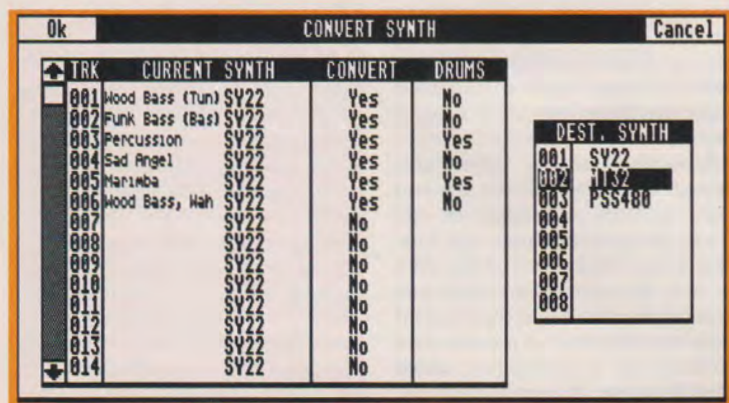 Ok CONVERT SYNTH Cancel
TRK CURRENT SYNTH CONVERT DRUMS
001 Wood Bass (Tun) SY22 Yes No
002 Funk Bass (Bas) SY22 Yes No
003 Percussion SY22 Yes Yes
004 Sad Angel SY22 Yes No
005 Marimba SY22 Yes Yes
006 Wood Bass, Wah SY22 Yes No
007 SY22 No
008 SY22 No
009 SY22 No
010 SY22 No
011 SY22 No
012 SY22 No
013 SY22 No
014 SY22 No
DEST. SYNTH
001 SY22
002 MT32
003 PSS480
004
005
006
007
008